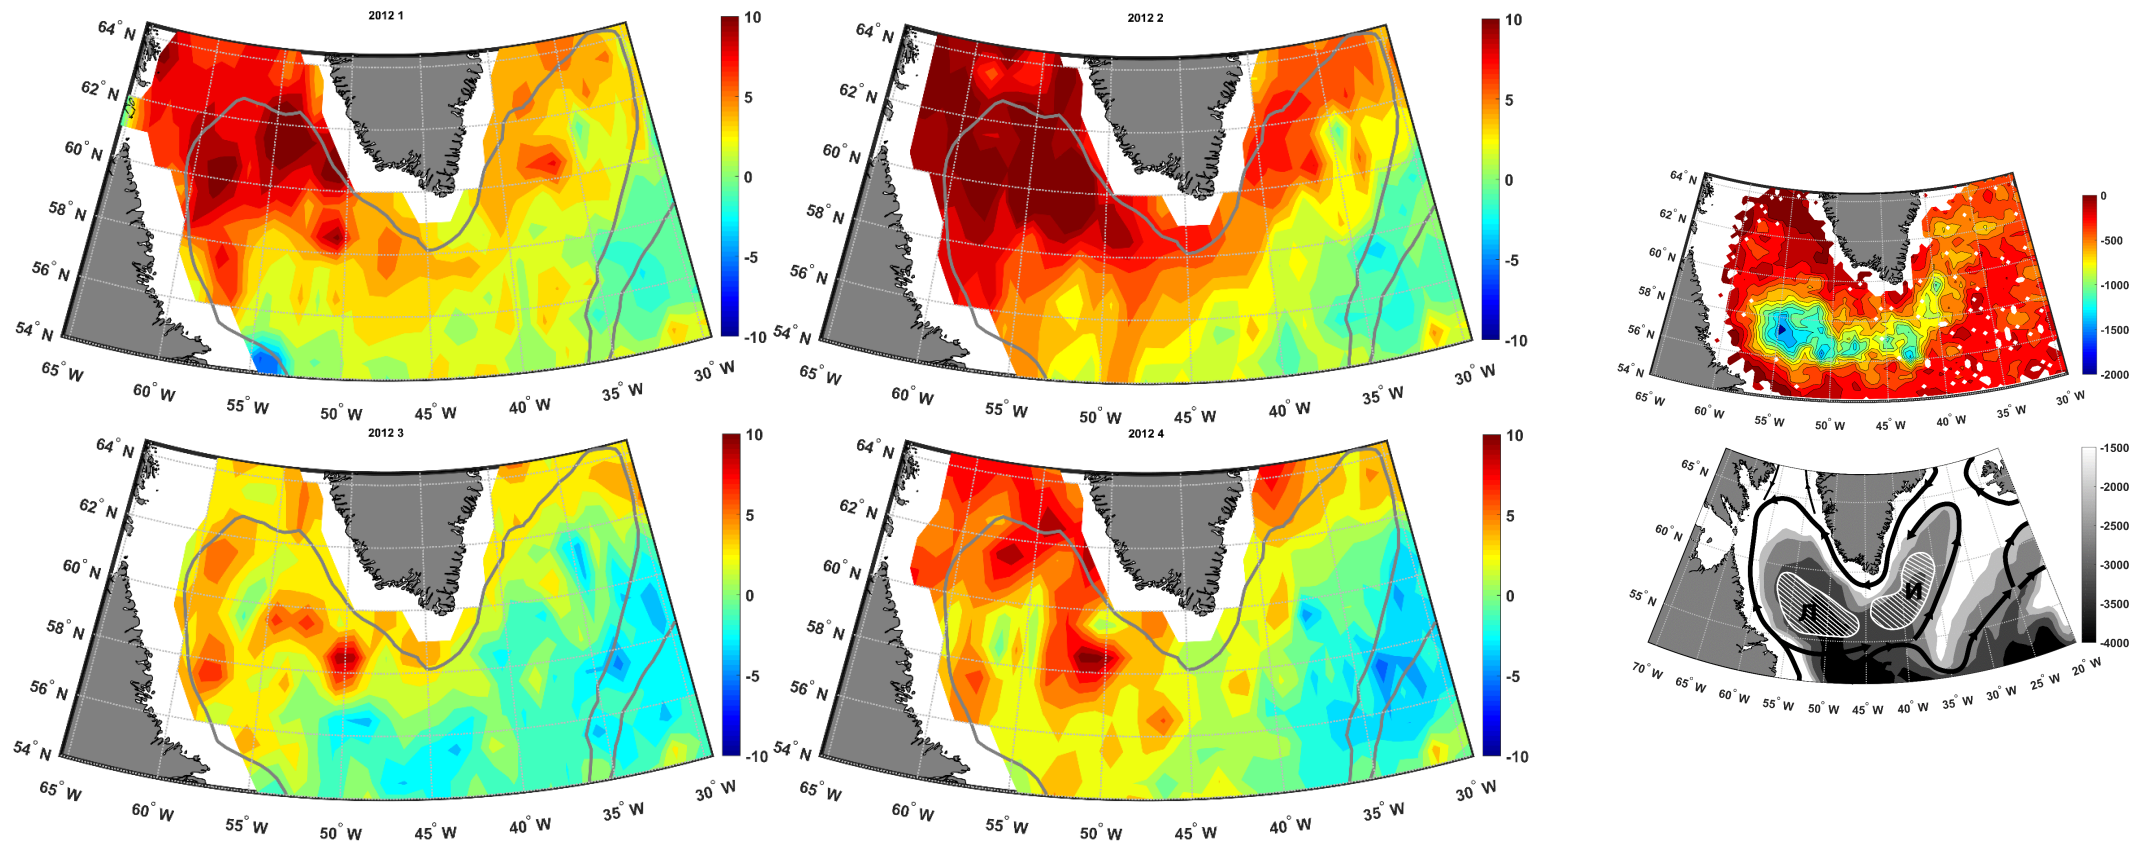 2012 1
64° N
62° N
60° N
58° N
56° N
54° N
65° W
60° W
55° W
50° W
45° W
40° W
35° W
30° W
10
5
0
-5
-10
2012 2
64° N
62° N
60° N
58° N
56° N
54° N
65° W
60° W
55° W
50° W
45° W
40° W
35° W
30° W
10
5
0
-5
-10
64° N
62° N
60° N
58° N
56° N
54° N
65° W
60° W
55° W
50° W
45° W
40° W
35° W
30° W
0
-500
-1000
-1500
-2000
2012 3
64° N
62° N
60° N
58° N
56° N
54° N
65° W
60° W
55° W
50° W
45° W
40° W
35° W
30° W
10
5
0
-5
-10
2012 4
64° N
62° N
60° N
58° N
56° N
54° N
65° W
60° W
55° W
50° W
45° W
40° W
35° W
30° W
10
5
0
-5
-10
65° N
60° N
55° N
Л
И
70° W
65° W
60° W
55° W
50° W
45° W
40° W
35° W
30° W
25° W
20° W
-1500
-2000
-2500
-3000
-3500
-4000